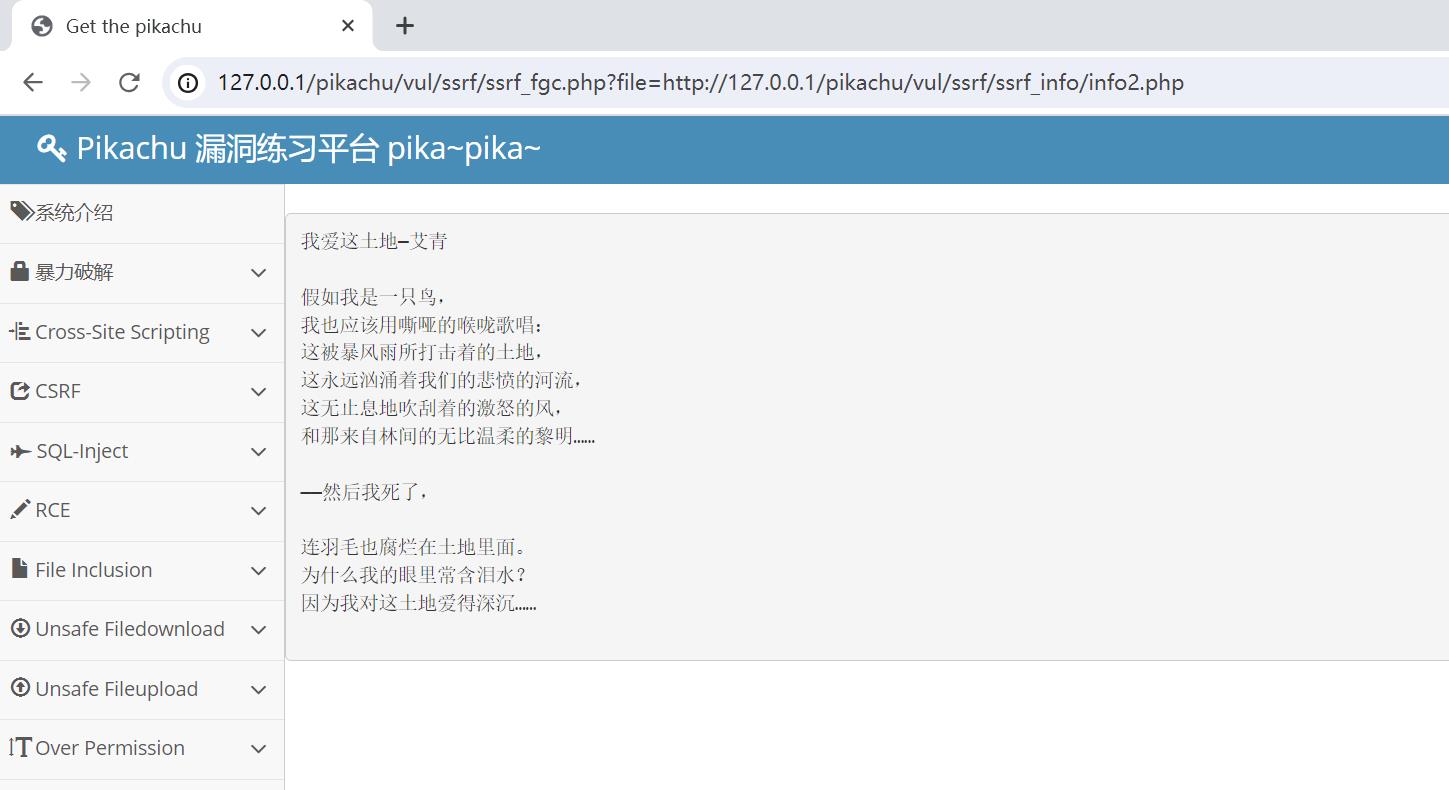 Get the pikachu
127.0.0.1/pikachu/vul/ssrf/ssrf_fgc.php?file=http://127.0.0.1/pikachu/vul/ssrf/ssrf_info/info2.php
Pikachu 漏洞练习平台 pika~pika~
系统介绍
暴力破解
Cross-Site Scripting
CSRF
SQL-Inject
RCE
File Inclusion
Unsafe Filedownload
Unsafe Fileupload
Over Permission
我爱这土地—艾青
假如我是一只鸟，
我也应该用嘶哑的喉咙歌唱：
这被暴风雨所打击着的土地，
这永远汹涌着我们的悲愤的河流，
这无止息地吹刮着的激怒的风，
和那来自林间的无比温柔的黎明……
——然后我死了，
连羽毛也腐烂在土地里面。
为什么我的眼里常含泪水？
因为我对这土地爱得深沉……